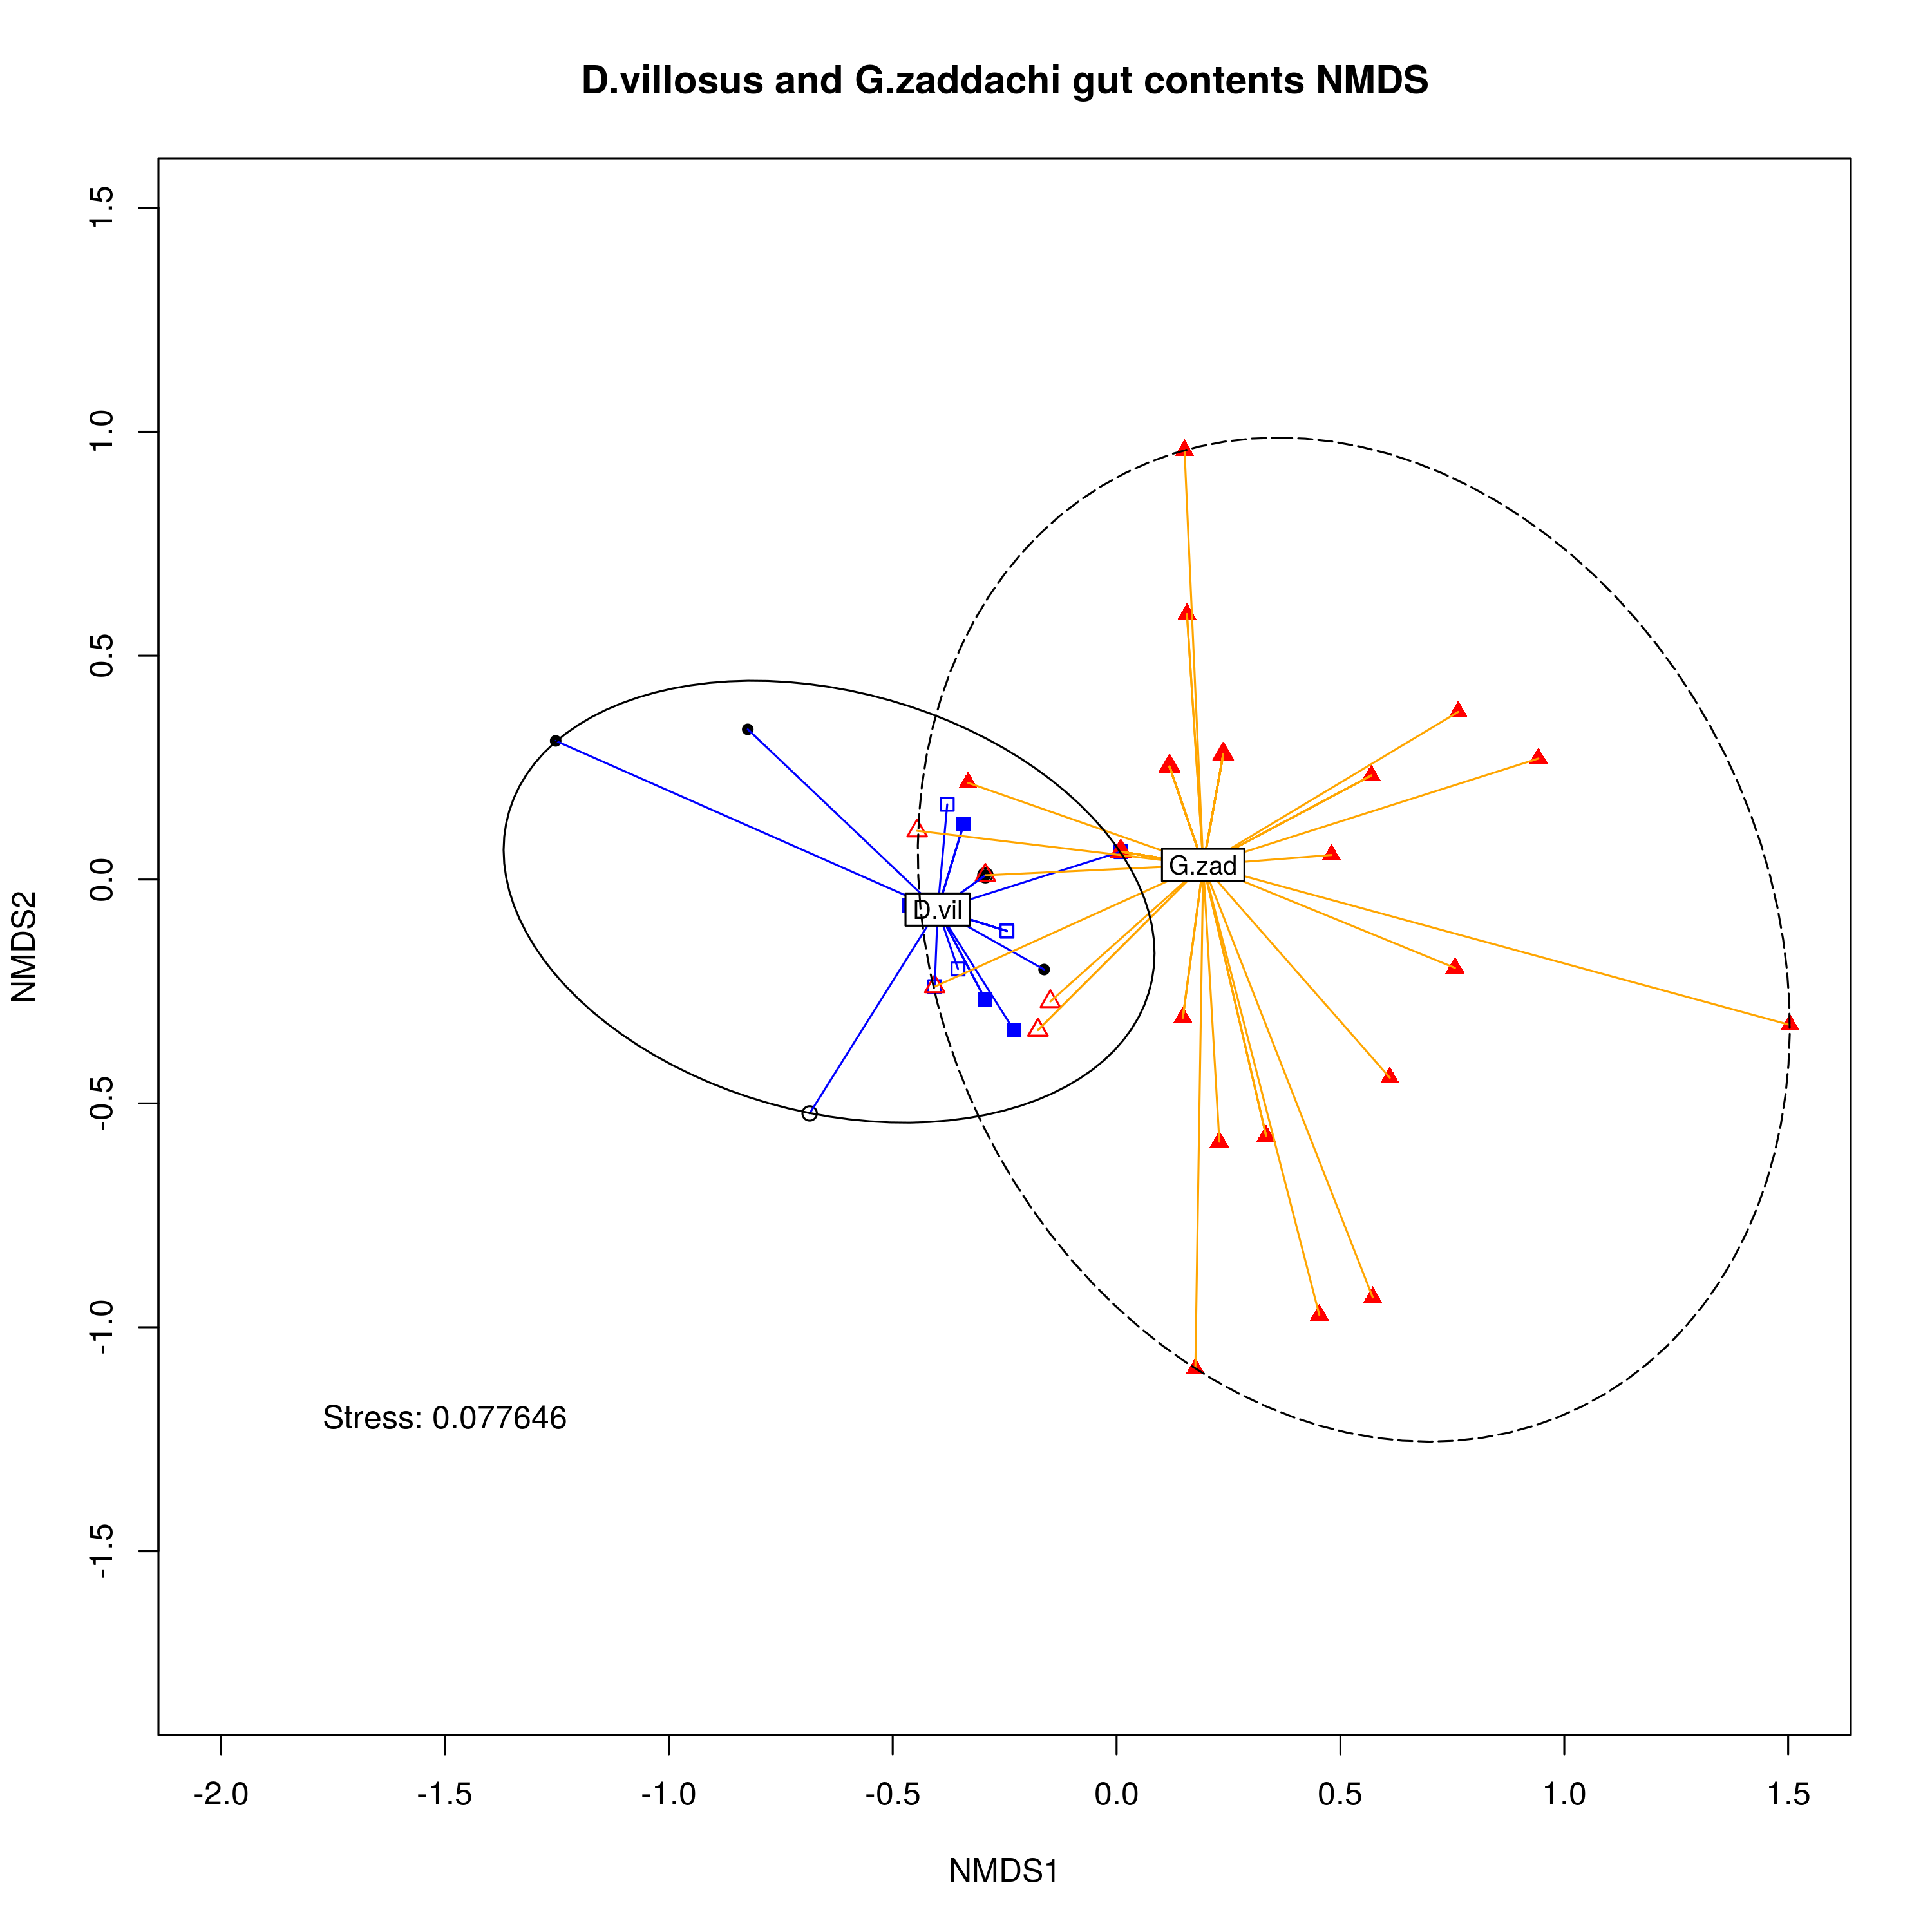 D.villosus and G.zaddachi gut contents NMDS
1.5
1.0
0.5
0.0
-0.5
-1.0
-1.5
NMDS2
G.zad
D.vil
Stress: 0.077646
-2.0 -1.5 -1.0 -0.5 0.0 0.5 1.0 1.5
NMDS1